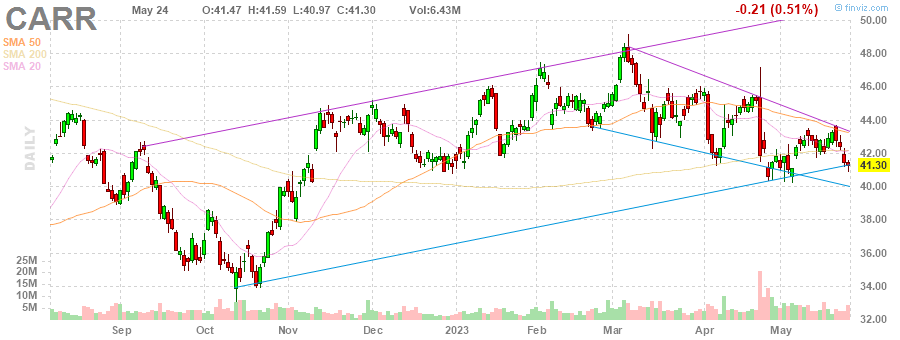 CARR May 24 O:41.47 H:41.59 L:40.97 C:41.30 Vol:6.43M -0.21 (0.51%) finviz.com
50.00
SMA 50
SMA 200
SMA 20
48.00
46.00
44.00
42.00
41.30
40.00
38.00
36.00
34.00
32.00
DAILY
25M
20M
15M
10M
5M
Sep Oct Nov Dec 2023 Feb Mar Apr May